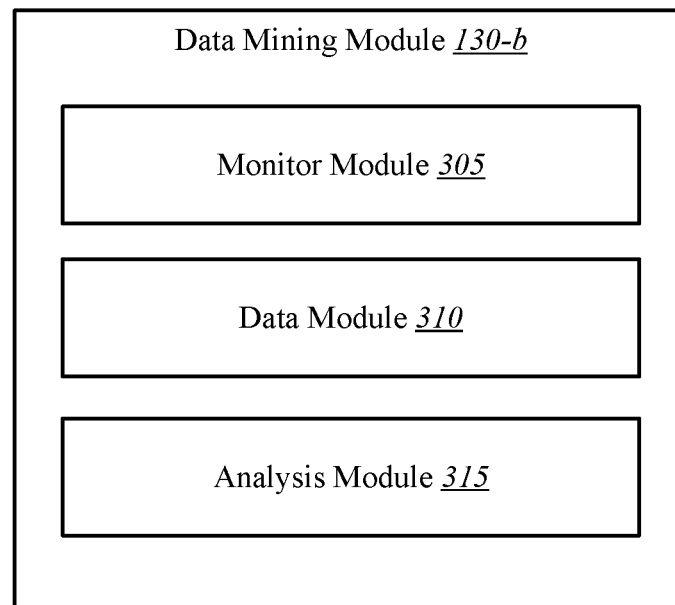 Data Mining Module 130-b
Monitor Module 305
Data Module 310
Analysis Module 315